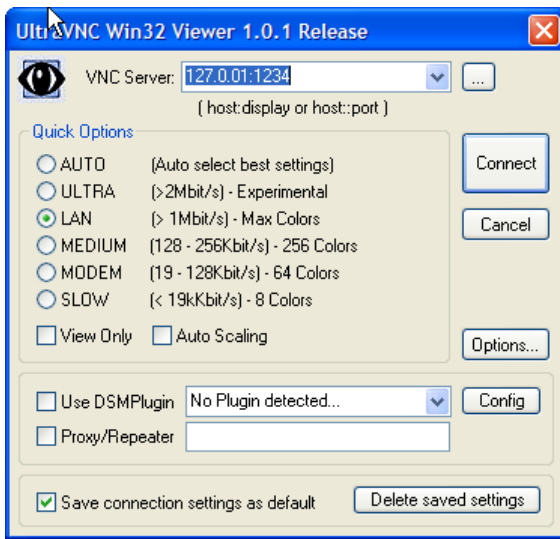 UltraVNC Win32 Viewer 1.0.1 Release
VNC Server: 127.0.01:1234 ...
( host:display or host::port )
Quick Options
AUTO (Auto select best settings)
ULTRA (>2Mbit/s) - Experimental
LAN (> 1Mbit/s) - Max Colors
MEDIUM (128 - 256Kbit/s) - 256 Colors
MODEM (19 - 128Kbit/s) - 64 Colors
SLOW (< 19kKbit/s) - 8 Colors
View Only Auto Scaling
Connect
Cancel
Options...
Use DSMPlugin No Plugin detected... Config
Proxy/Repeater
Save connection settings as default Delete saved settings